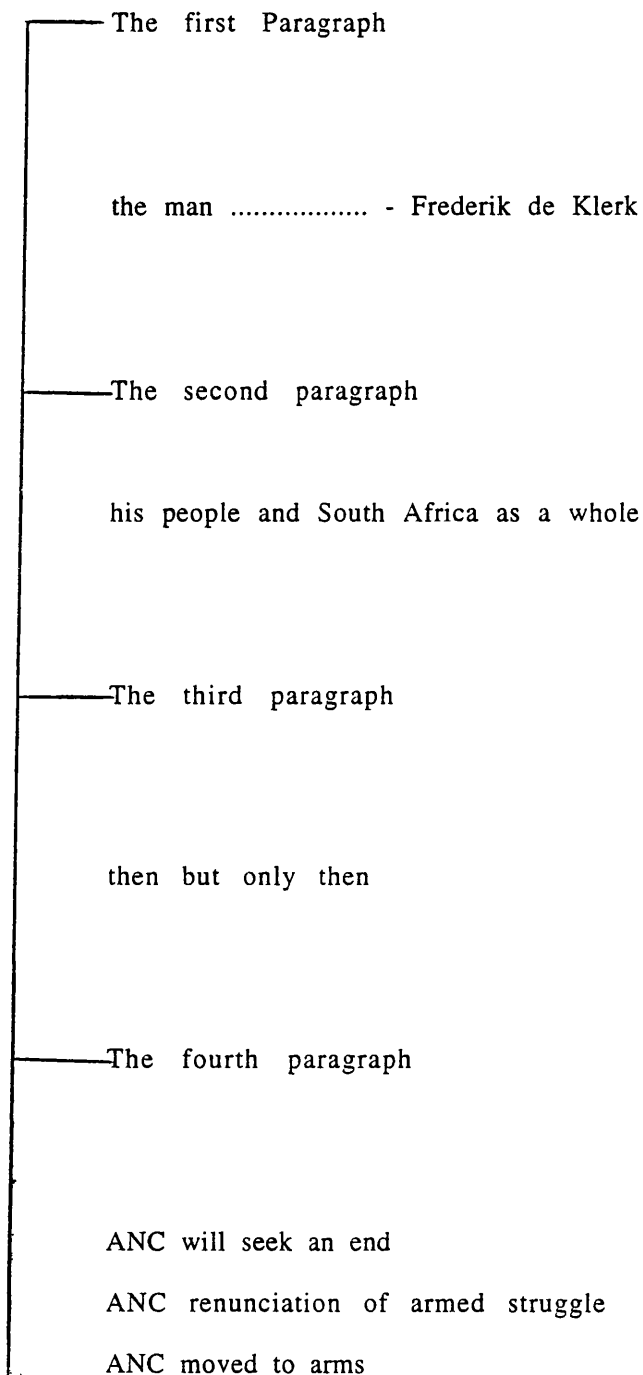 The first Paragraph
the man .................. - Frederik de Klerk
The second paragraph
his people and South Africa as a whole
The third paragraph
then but only then
The fourth paragraph
ANC will seek an end
ANC renunciation of armed struggle
ANC moved to arms